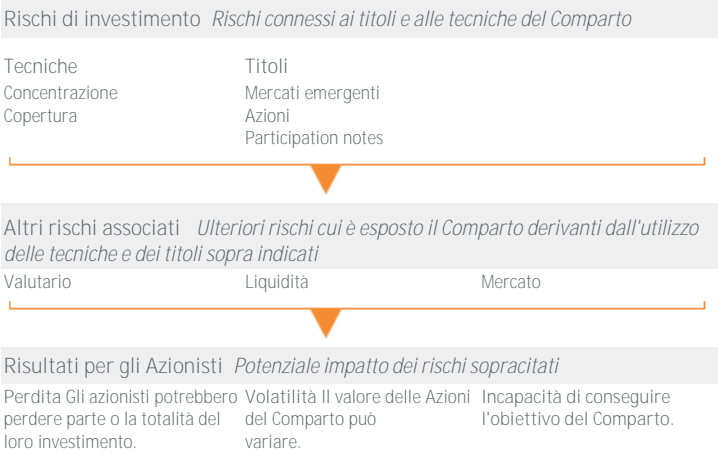 Rischi di investimento Rischi connessi ai titoli e alle tecniche del Comparto
Tecniche
Concentrazione
Copertura
Titoli
Mercati emergenti
Azioni
Participation notes
Altri rischi associati Ulteriori rischi cui è esposto il Comparto derivanti dall'utilizzo
delle tecniche e dei titoli sopra indicati
Valutario
Liquidità
Mercato
Risultati per gli Azionisti Potenziale impatto dei rischi sopracitati
Perdita Gli azionisti potrebbero
perdere parte o la totalità del
loro investimento.
Volatilità Il valore delle Azioni
del Comparto può
variare.
Incapacità di conseguire
l'obiettivo del Comparto.